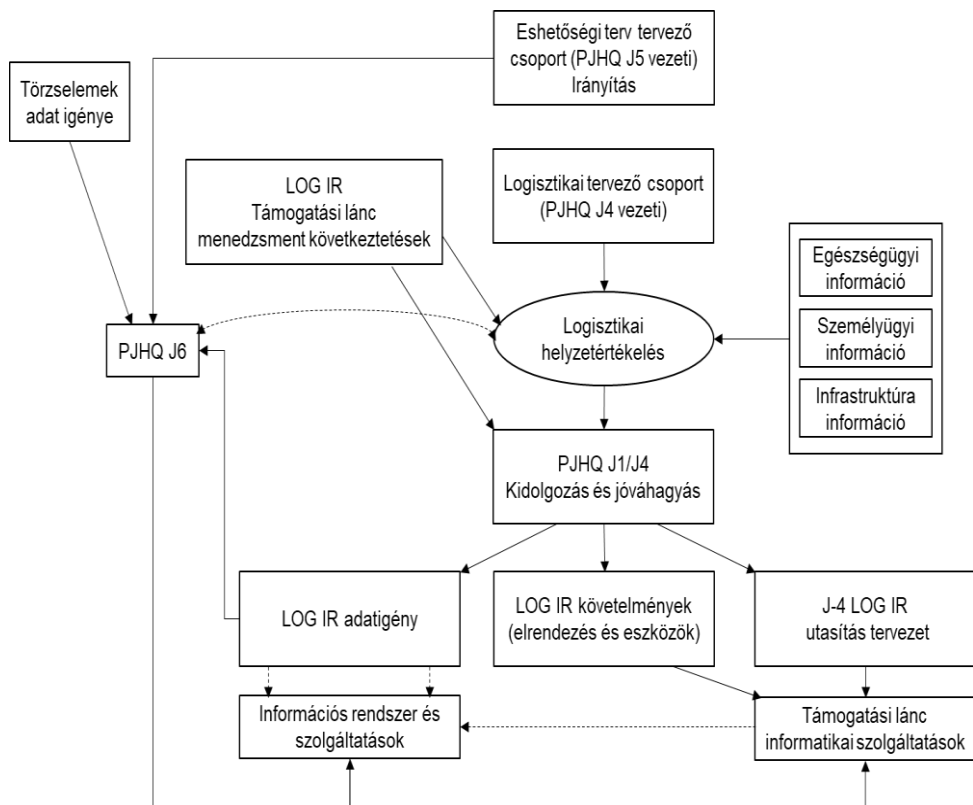 Eshetőségi terv tervező
csoport (PJHQ J5 vezeti)
Irányítás
Törzselemek
adat igénye
LOG IR
Támogatási lánc
menedzsment következtetések
Logisztikai tervező csoport
(PJHQ J4 vezeti)
Egészségügyi
információ
Személyügyi
információ
Infrastruktúra
információ
PJHQ J6
Logisztikai
helyzetértékelés
PJHQ J1/J4
Kidolgozás és jóváhagyás
LOG IR adatigény
LOG IR követelmények
(elrendezés és eszközök)
J-4 LOG IR
utasítás tervezet
Információs rendszer és
szolgáltatások
Támogatási lánc
informatikai szolgáltatások